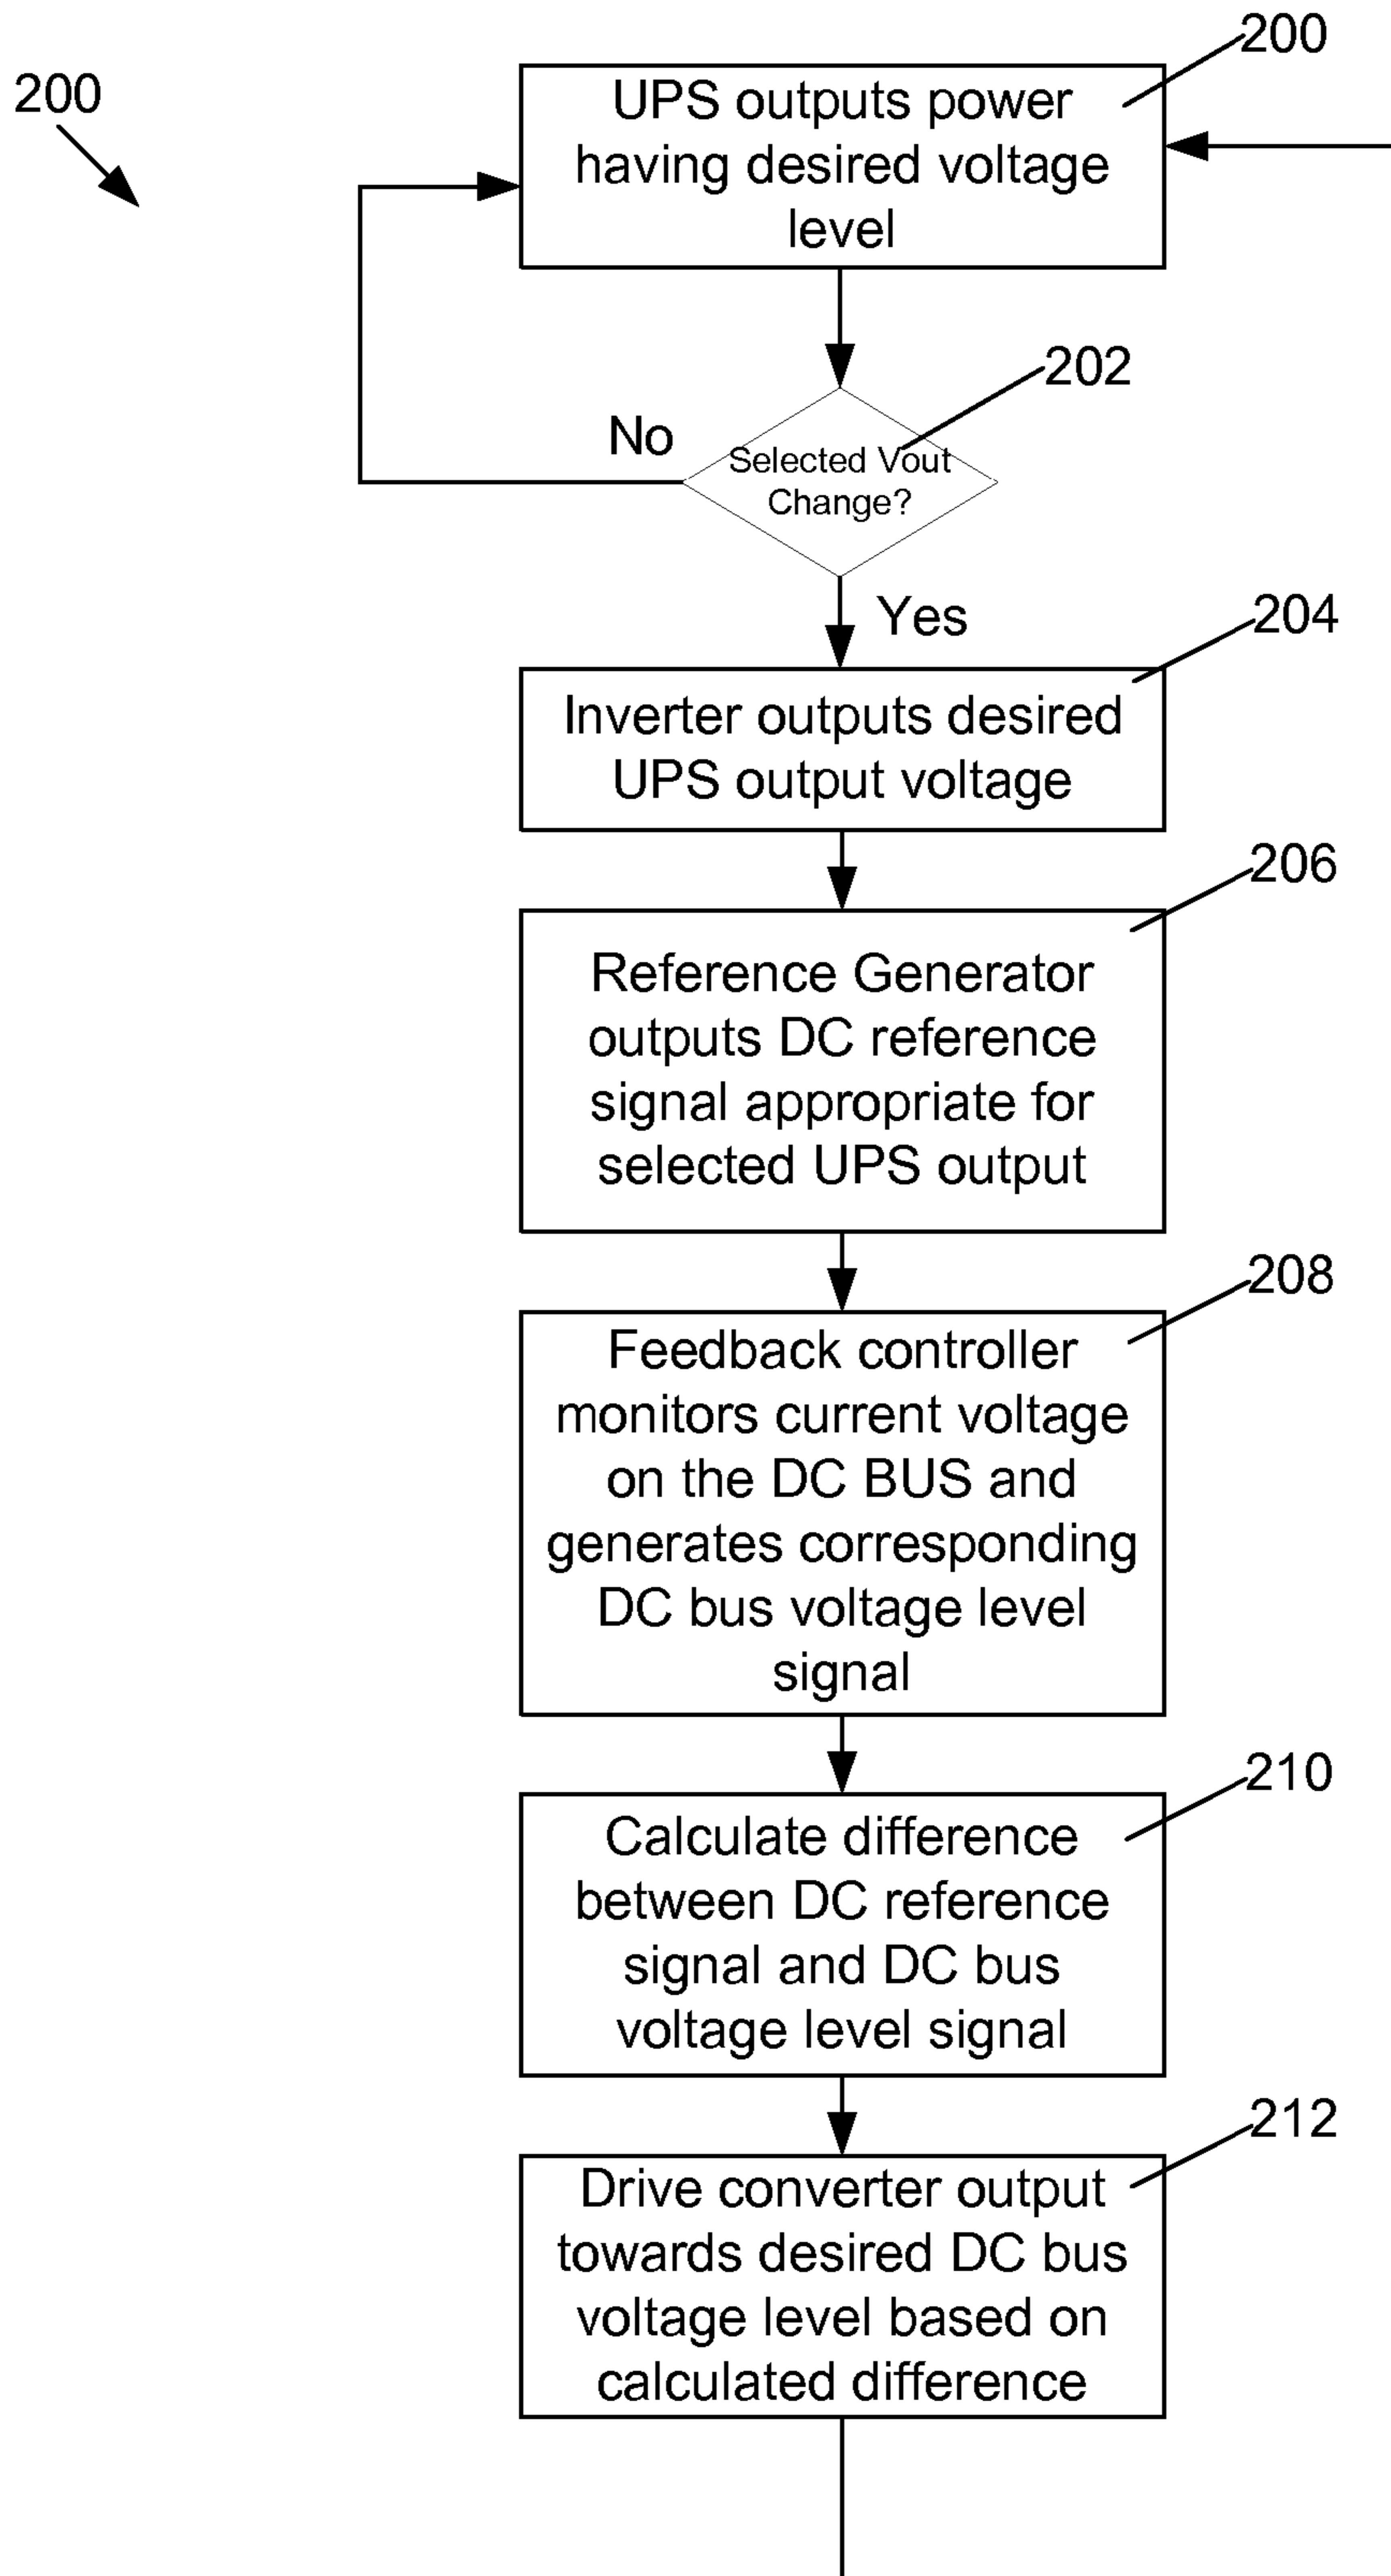 200
200
UPS outputs power
having desired voltage
level
202
No
Selected Vout
Change?
Yes
204
Inverter outputs desired
UPS output voltage
206
Reference Generator
outputs DC reference
signal appropriate for
selected UPS output
208
Feedback controller
monitors current voltage
on the DC BUS and
generates corresponding
DC bus voltage level
signal
210
Calculate difference
between DC reference
signal and DC bus
voltage level signal
212
Drive converter output
towards desired DC bus
voltage level based on
calculated difference